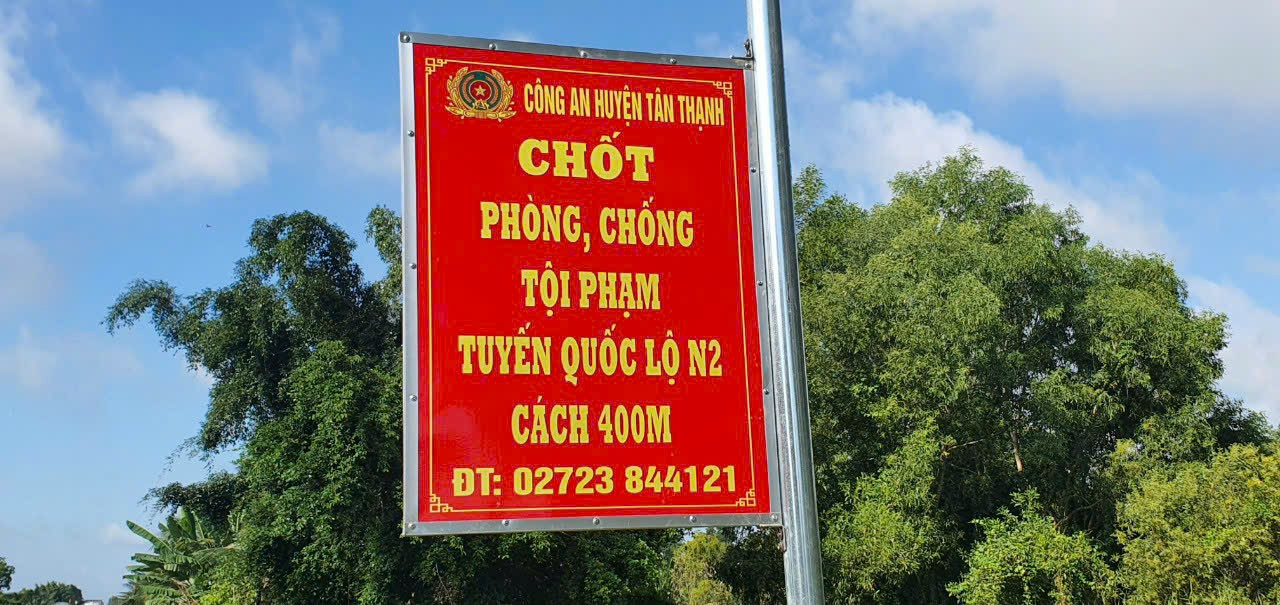 CÔNG AN HUYỆN TÂN THẠNH
CHỐT
PHÒNG, CHỐNG
TỘI PHẠM
TUYẾN QUỐC LỘ N2
CÁCH 400M
ĐT: 02723 844121